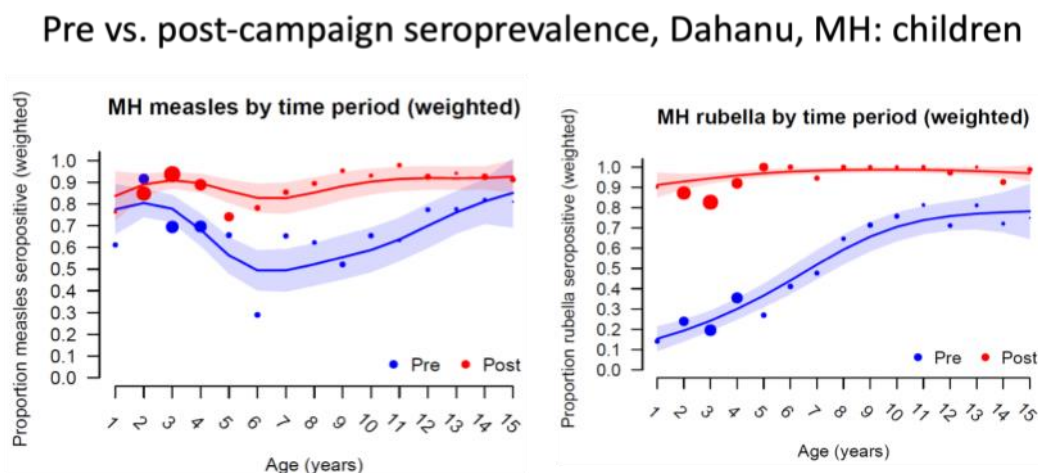 Pre vs. post-campaign seroprevalence, Dahanu, MH: children
MH measles by time period (weighted)
Proportion measles seropositive (weighted)
1.0
0.9
0.8
0.7
0.6
0.5
0.4
0.3
0.2
0.1
0.0
Pre Post
1 2 3 4 5 6 7 8 9 10 11 12 13 14 15
Age (years)
MH rubella by time period (weighted)
Proportion rubella seropositive (weighted)
1.0
0.9
0.8
0.7
0.6
0.5
0.4
0.3
0.2
0.1
0.0
Pre Post
1 2 3 4 5 6 7 8 9 10 11 12 13 14 15
Age (years)